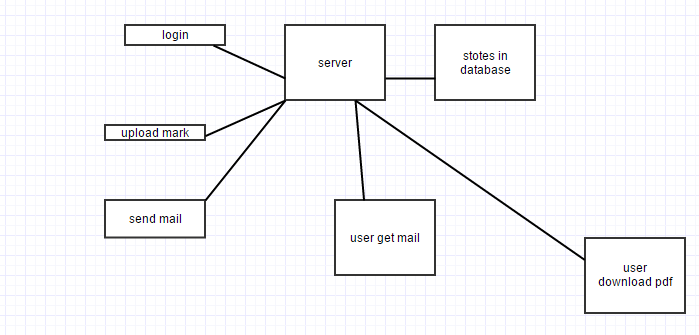 login
server
stotes in
database
upload mark
send mail
user get mail
user
download pdf